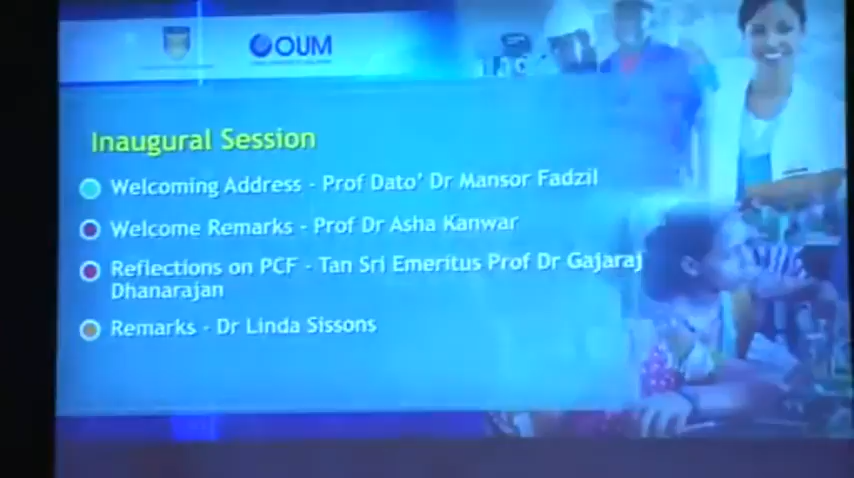 OUM
Inaugural Session
Welcoming Address - Prof Dato' Dr Mansor Fadzil
Welcome Remarks - Prof Dr Asha Kanwar
Reflections on PCF - Tan Sri Emeritus Prof Dr Gajaraj
Dhanarajan
Remarks - Dr Linda Sissons